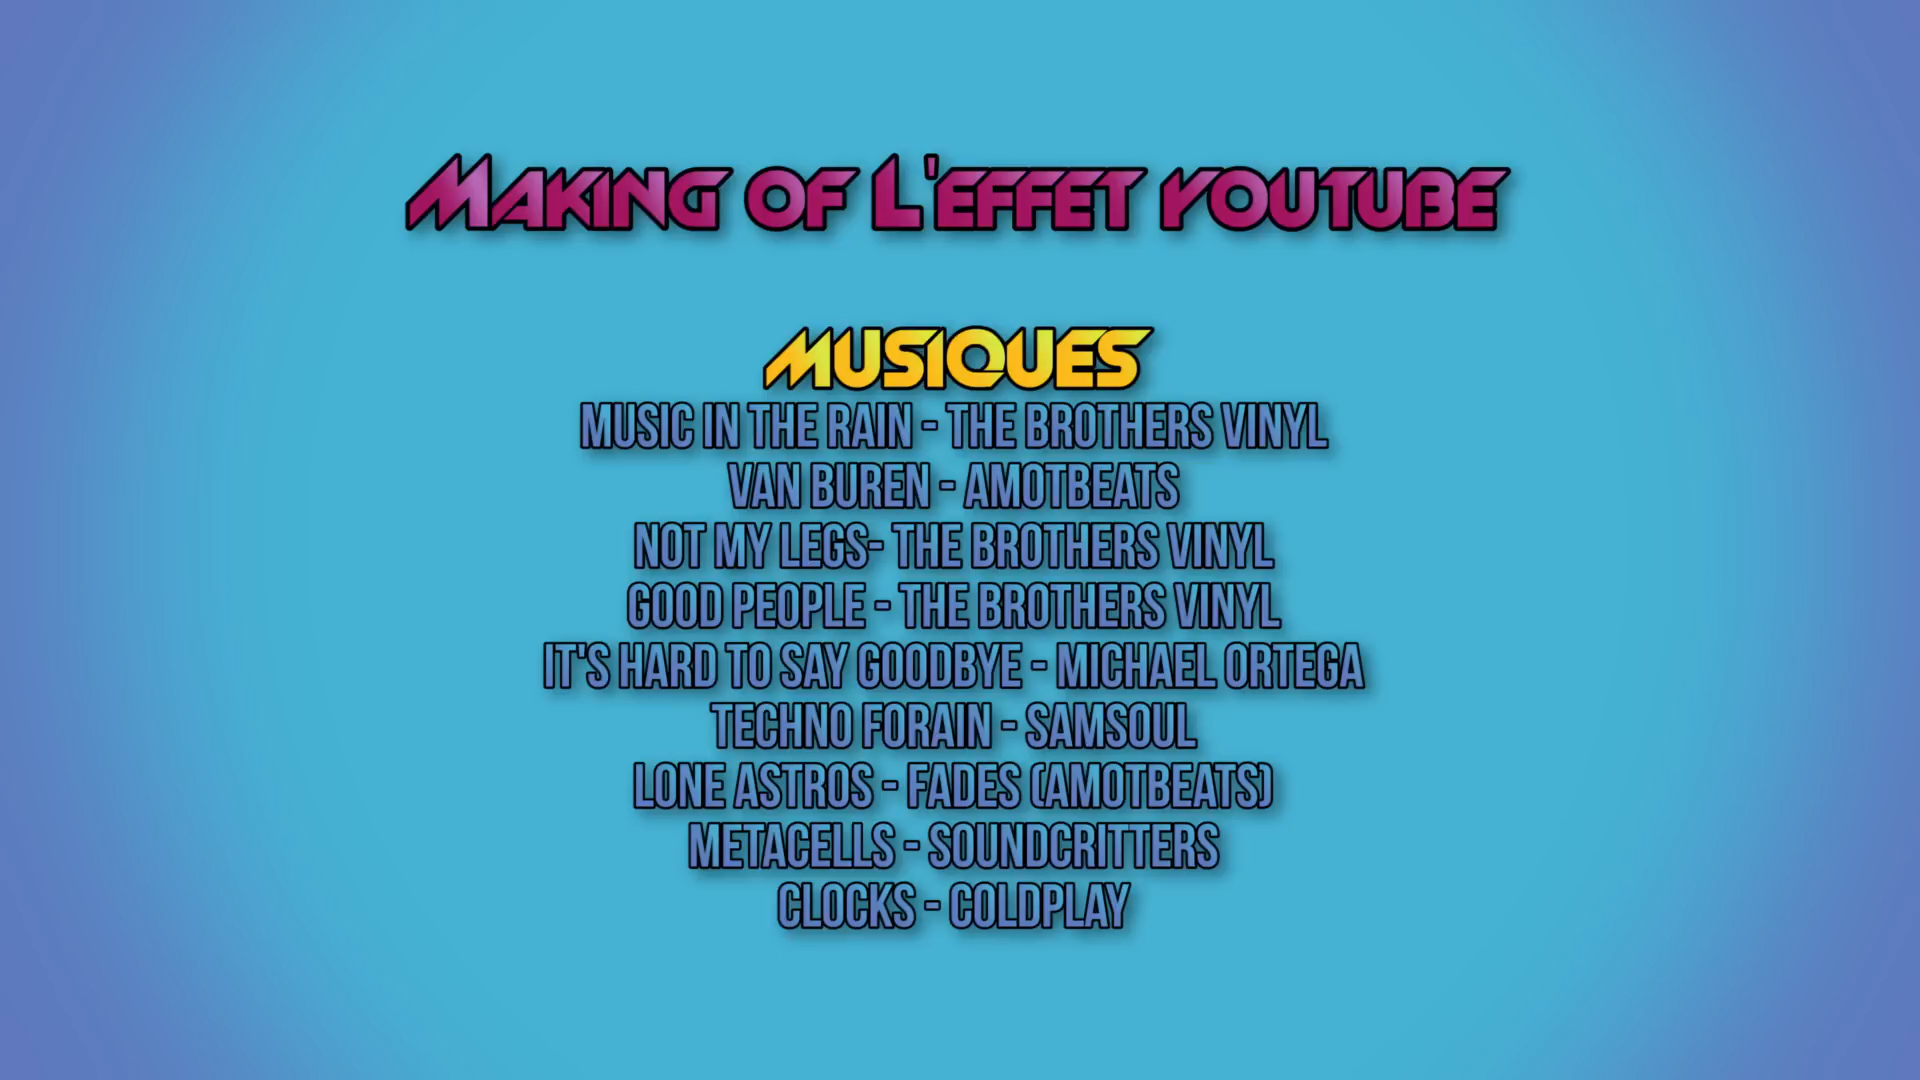 MAKING OF L'EFFET YOUTUBE
MUSIQUES
MUSIC IN THE RAIN - THE BROTHERS VINYL
VAN BUREN - AMOTBEATS
NOT MY LEGS- THE BROTHERS VINYL
GOOD PEOPLE - THE BROTHERS VINYL
IT'S HARD TO SAY GOODBYE - MICHAEL ORTEGA
TECHNO FORAIN - SAMSOUL
LONE ASTROS - FADES (AMOTBEATS)
METACELLS - SOUNDCRITTERS
CLOCKS - COLDPLAY